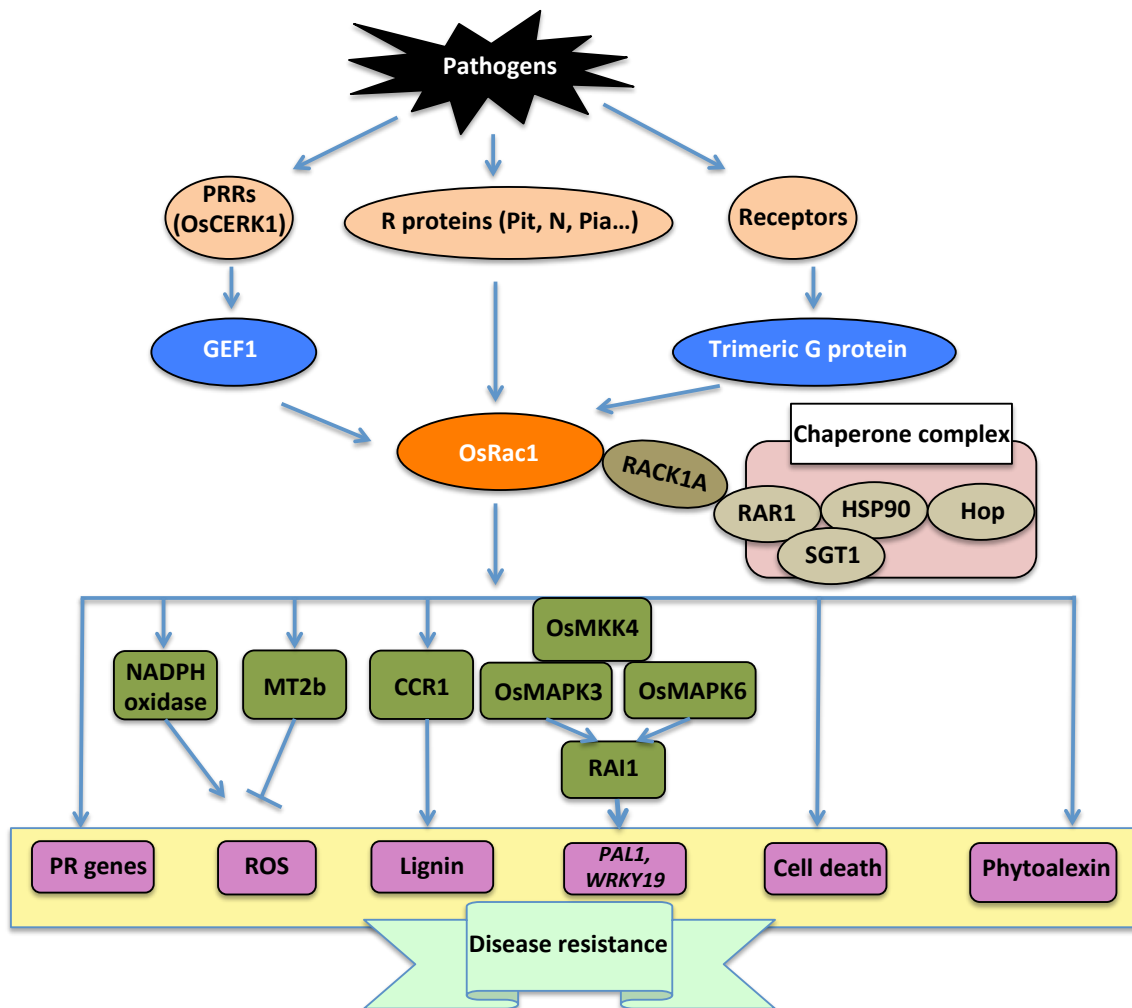 Pathogens
PRRs
(OsCERK1)
R proteins (Pit, N, Pia...)
Receptors
GEF1
Trimeric G protein
Chaperone complex
OsRac1
RACK1A
RAR1
HSP90
Hop
SGT1
OsMKK4
NADPH
oxidase
MT2b
CCR1
OsMAPK3
OsMAPK6
RAI1
PR genes
ROS
Lignin
PAL1,
WRKY19
Cell death
Phytoalexin
Disease resistance